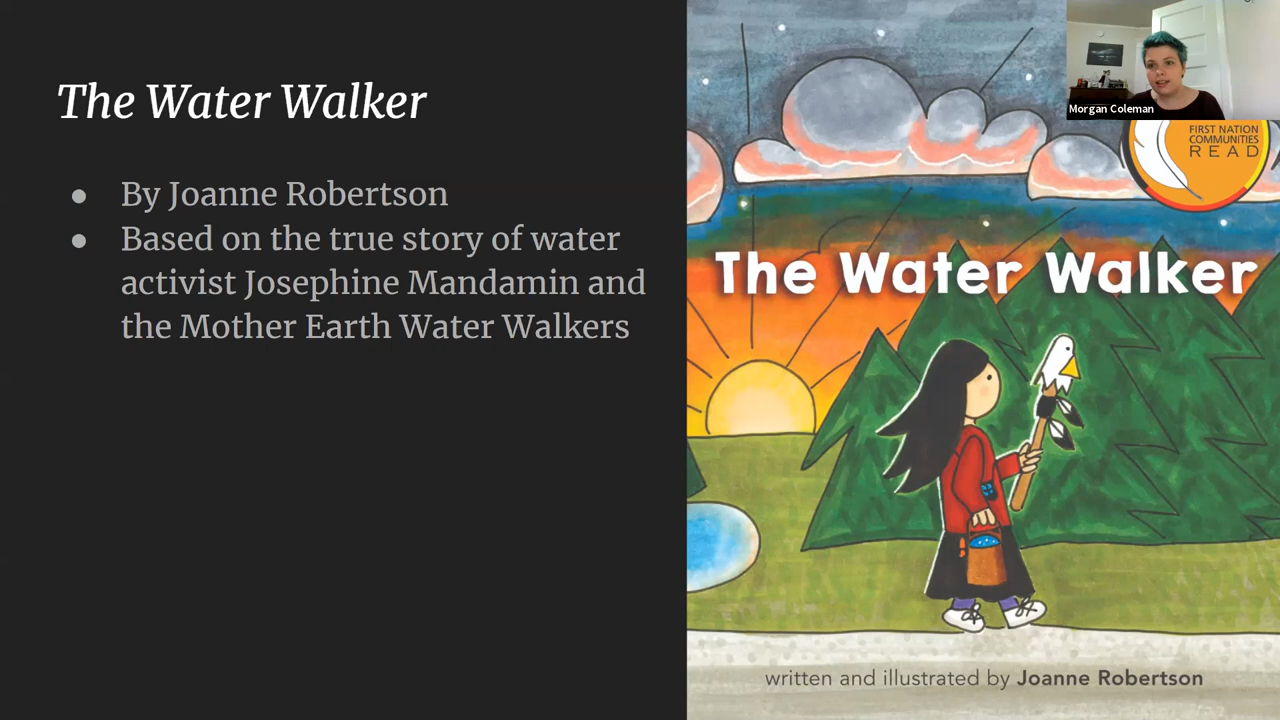 The Water Walker
● By Joanne Robertson
● Based on the true story of water
activist Josephine Mandamin and
the Mother Earth Water Walkers
Morgan Coleman
FIRST NATION
COMMUNITIES
READ
The Water Walker
written and illustrated by Joanne Robertson